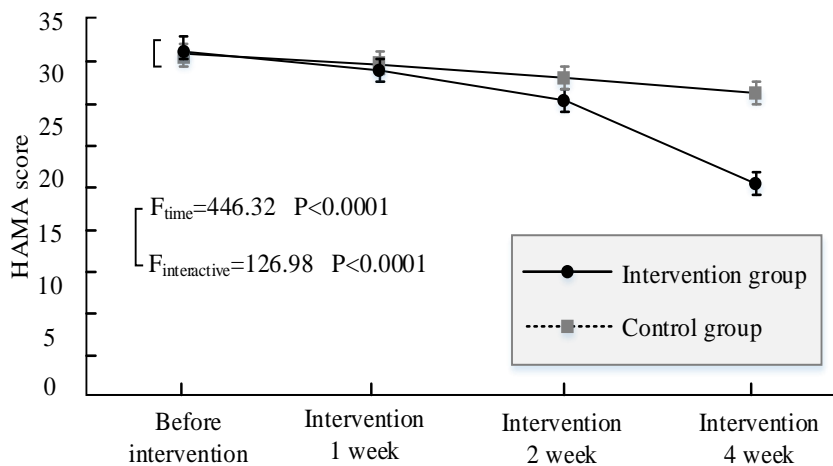 35
30
25
20
15
10
5
0
HAMA score
Ftime=446.32 P<0.0001
Finteractive=126.98 P<0.0001
Intervention group
Control group
Before
intervention
Intervention
1 week
Intervention
2 week
Intervention
4 week